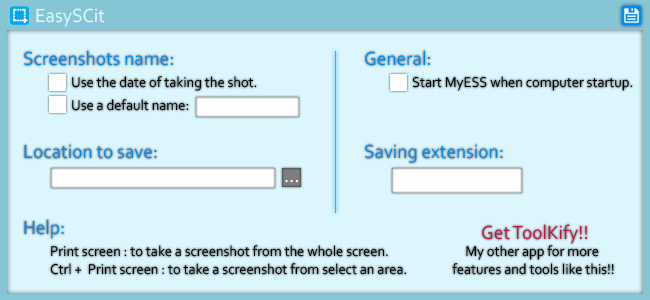 EasySCit
Screenshots name:
Use the date of taking the shot.
Use a default name:
Location to save:
...
General:
Start MyESS when computer startup.
Saving extension:
Help:
Print screen : to take a screenshot from the whole screen.
Ctrl + Print screen : to take a screenshot from select an area.
Get ToolKify!!
My other app for more
features and tools like this!!